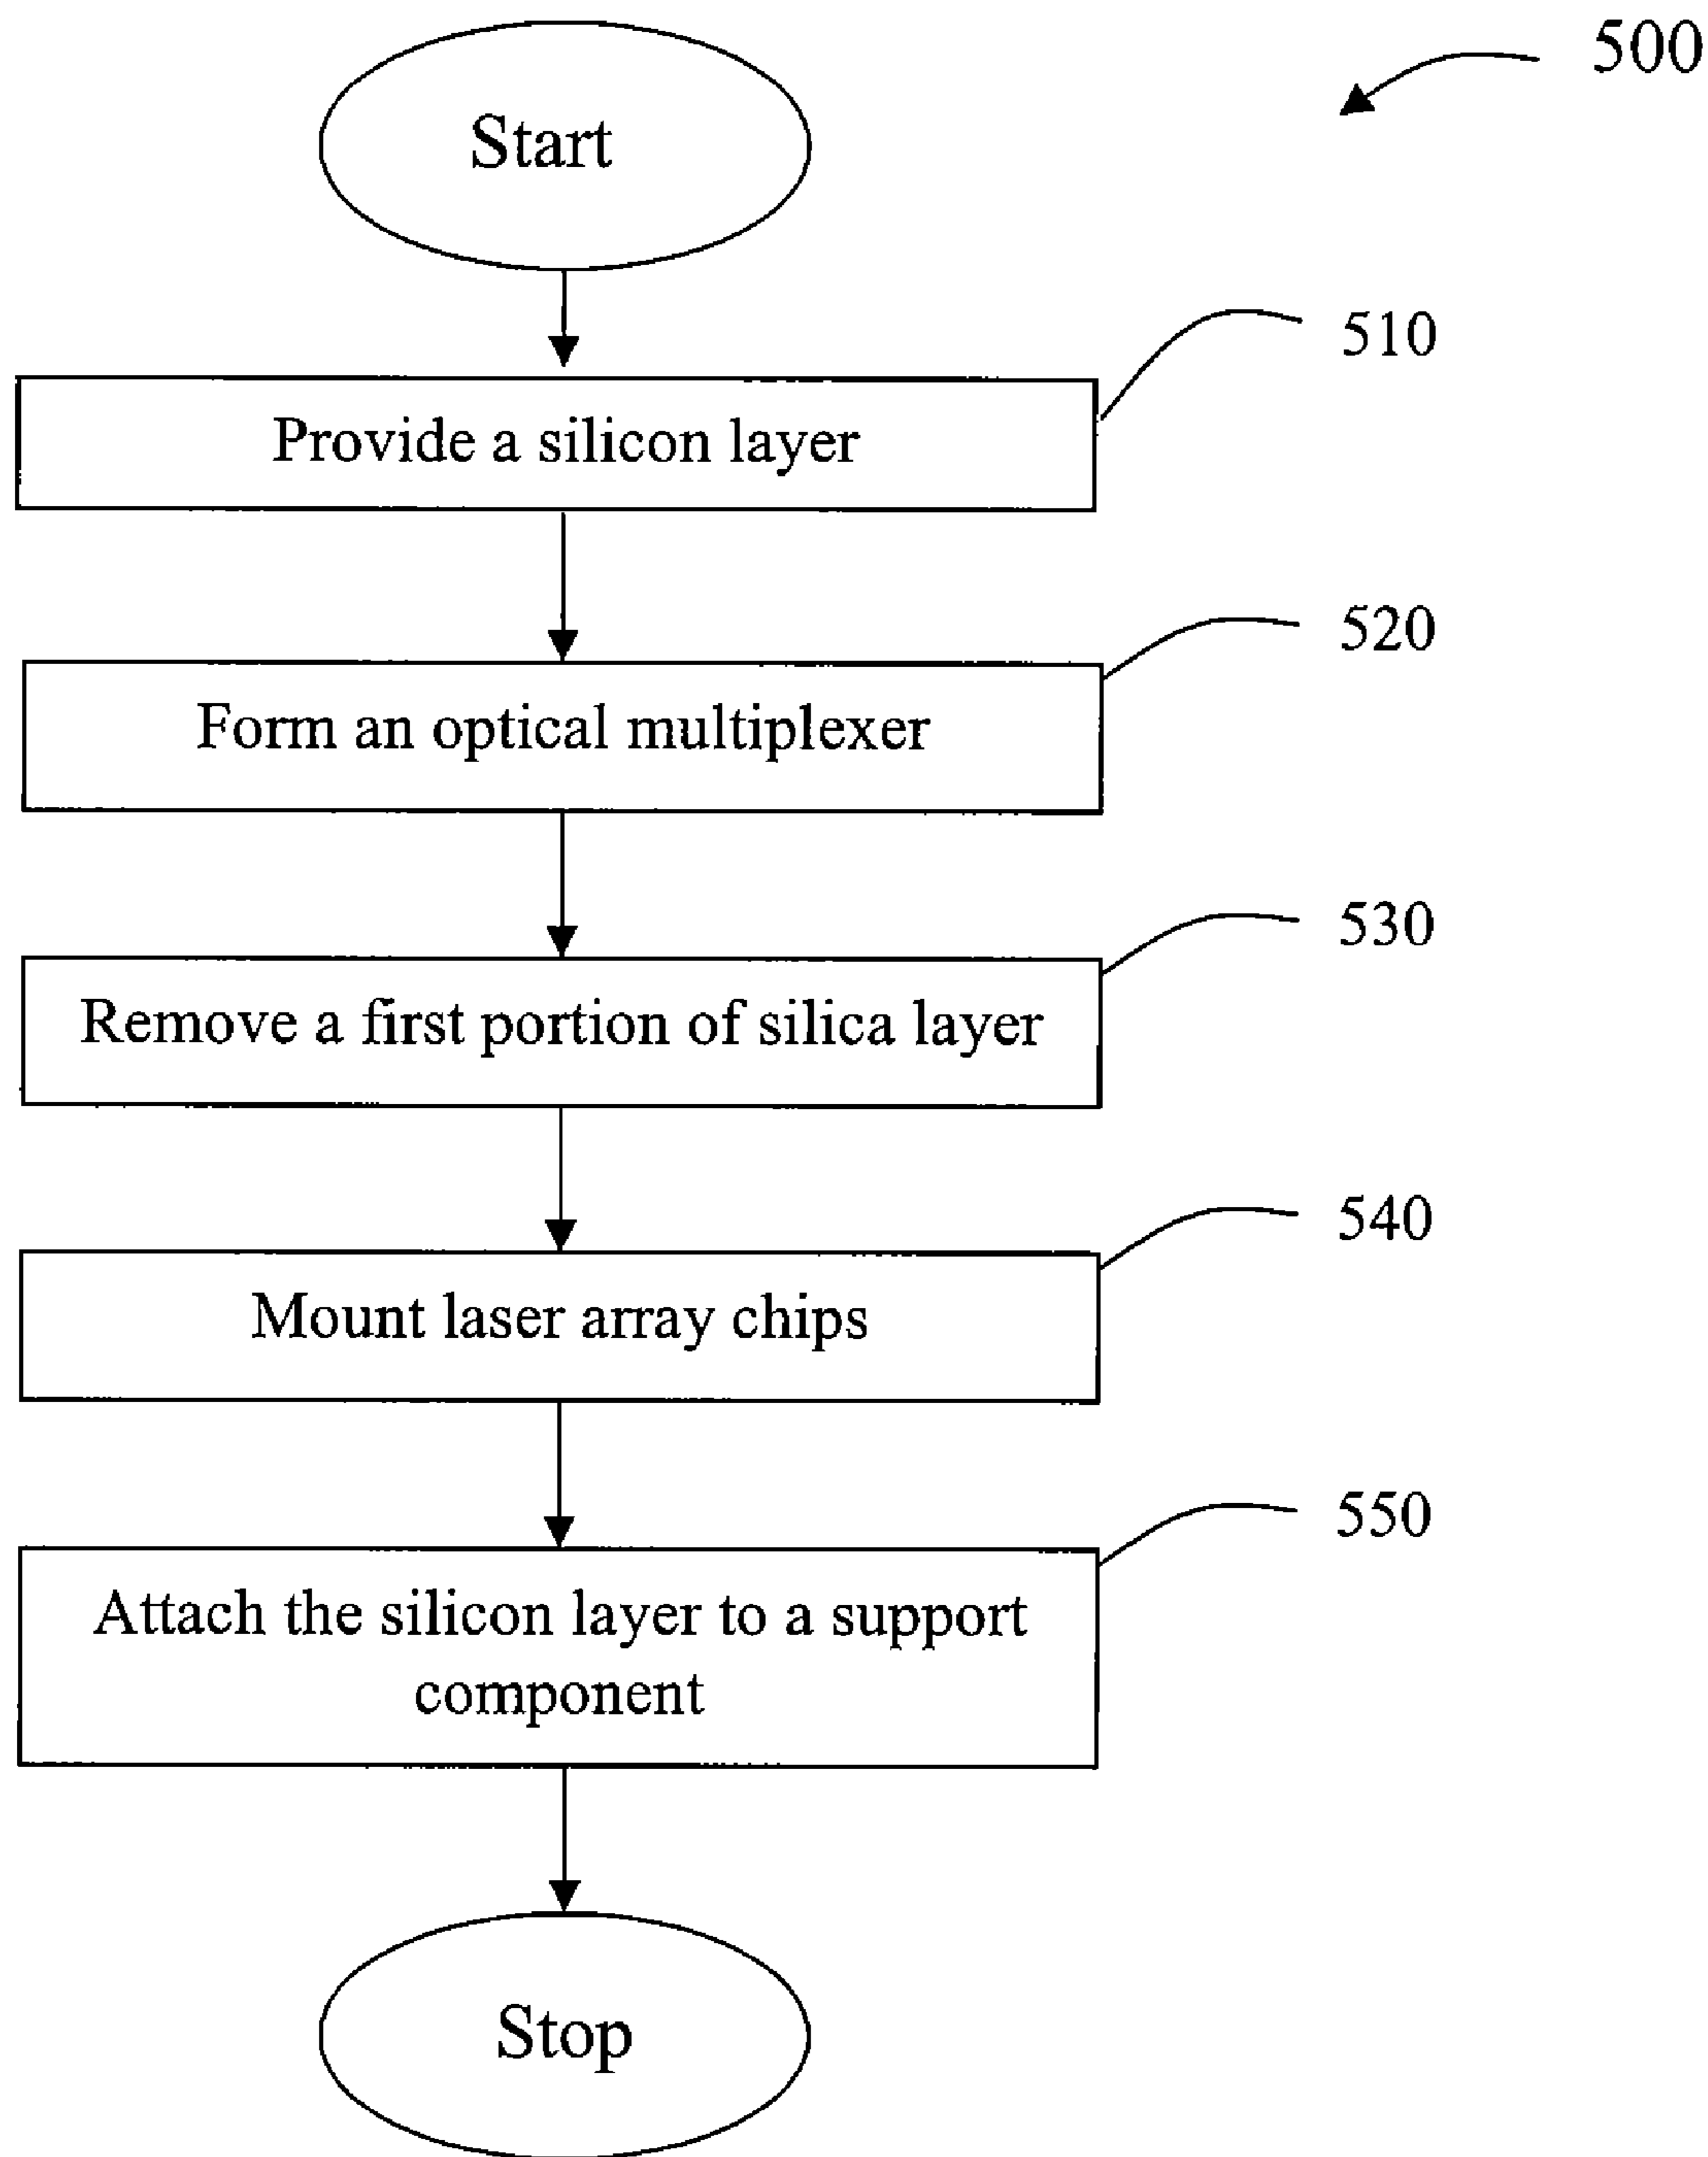 500
Start
510
Provide a silicon layer
520
Form an optical multiplexer
530
Remove a first portion of silica layer
540
Mount laser array chips
550
Attach the silicon layer to a support
component
Stop